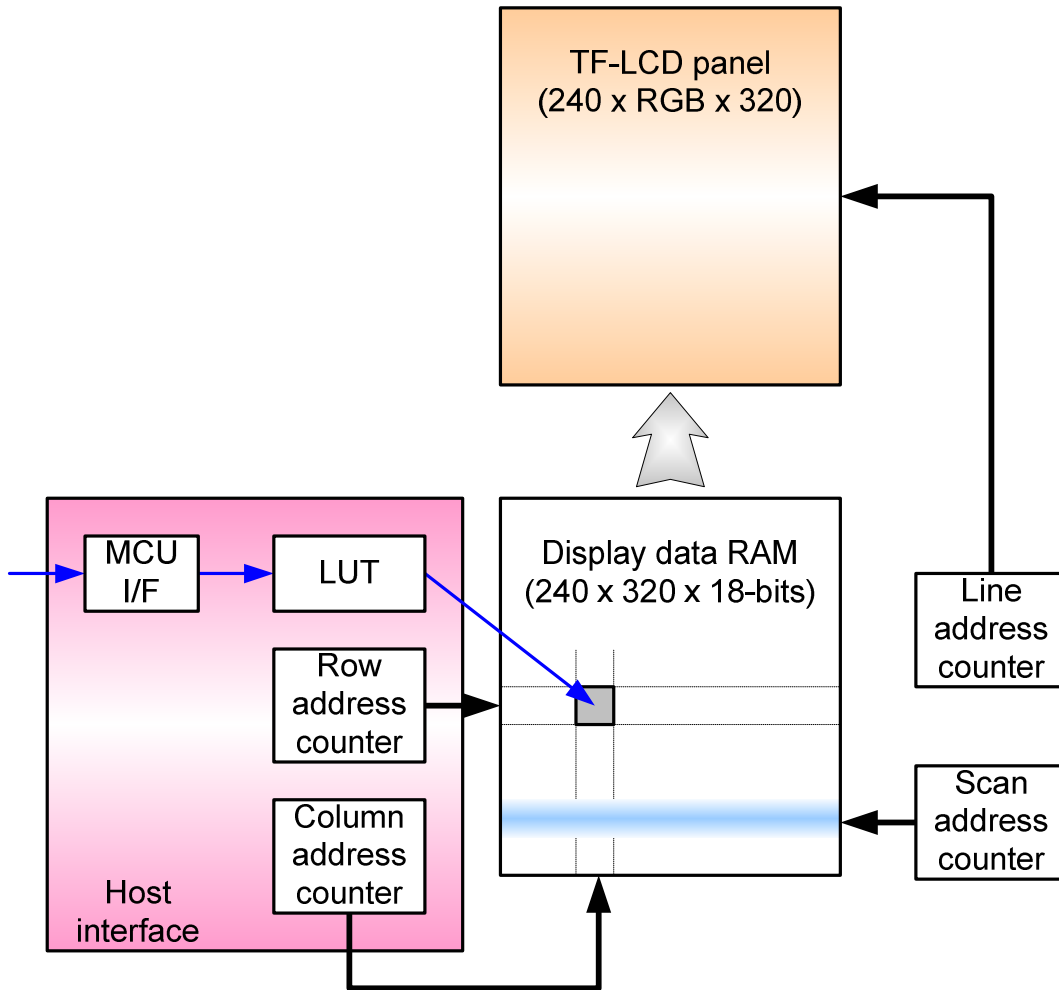 TF-LCD panel
(240 x RGB x 320)
MCU
I/F
LUT
Display data RAM
(240 x 320 x 18-bits)
Line
address
counter
Row
address
counter
Scan
address
counter
Column
address
counter
Host
interface